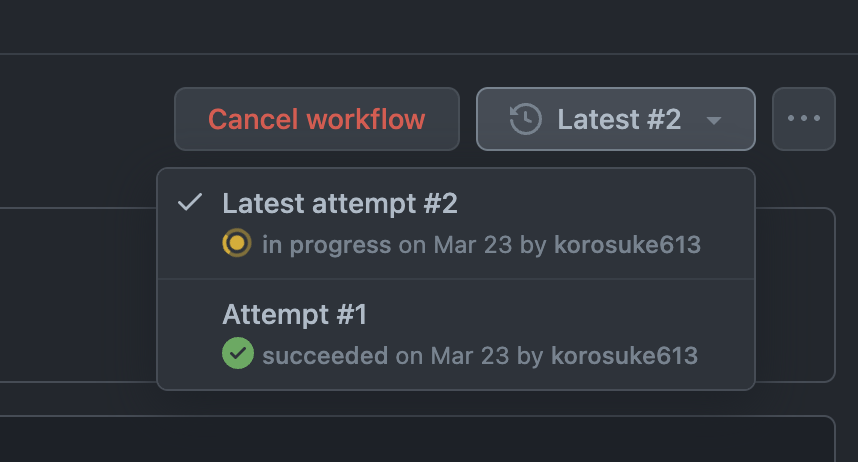 Cancel workflow
Latest #2
Latest attempt #2
in progress on Mar 23 by korosuke613
Attempt #1
succeeded on Mar 23 by korosuke613